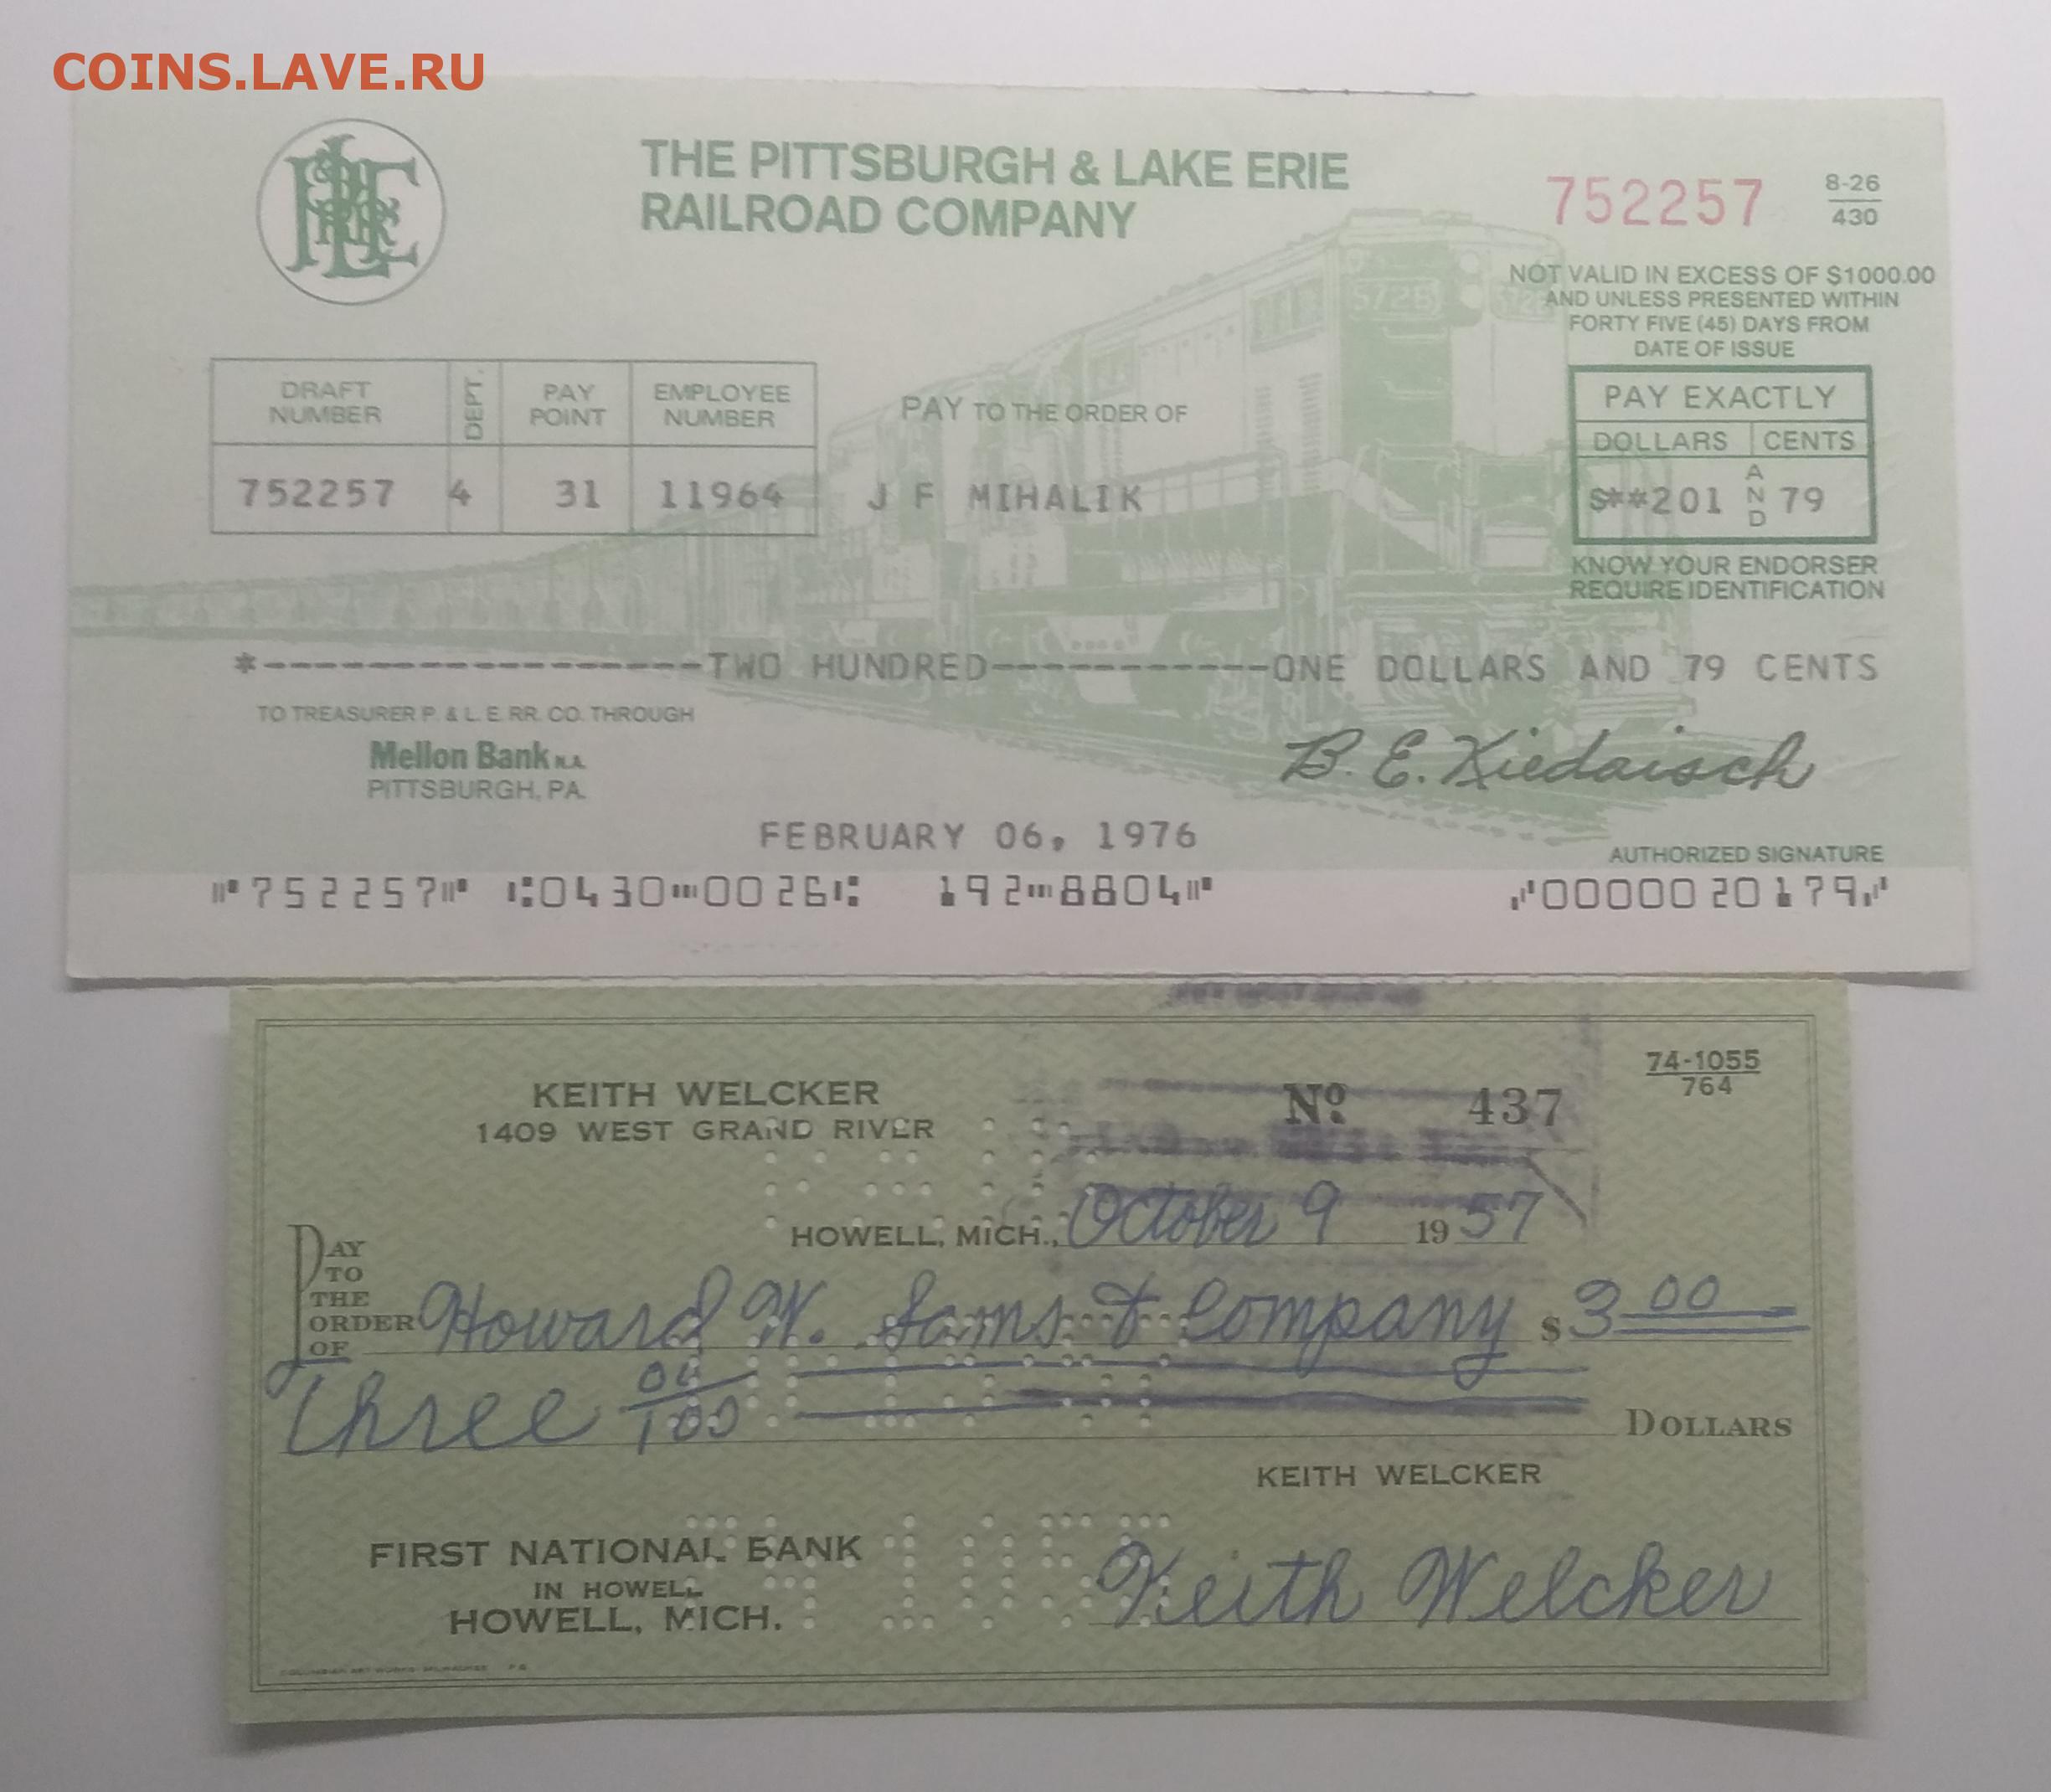 COINS.LAVE.RU
THE PITTSBURGH & LAKE ERIE
RAILROAD COMPANY
752257
8-26
430
NOT VALID IN EXCESS OF $1000.00
AND UNLESS PRESENTED WITHIN
FORTY FIVE (45) DAYS FROM
DATE OF ISSUE
DRAFT NUMBER DEPT. PAY POINT EMPLOYEE NUMBER
752257 4 31 11964
PAY TO THE ORDER OF
J F MIHALIK
PAY EXACTLY
DOLLARS CENTS
$**201 AND 79
KNOW YOUR ENDORSER
REQUIRE IDENTIFICATION
*------------------TWO HUNDRED-----------ONE DOLLARS AND 79 CENTS
TO TREASURER P. & L. E. RR. CO. THROUGH
Mellon Bank N.A.
PITTSBURGH, PA.
B. E. Kiedaisch
FEBRUARY 06, 1976
AUTHORIZED SIGNATURE
⑈752257⑈ ⑆0430⑉0026⑆ 192⑉8804⑈ ⑇0000020179⑇
KEITH WELCKER
1409 WEST GRAND RIVER
No 437
74-1055
764
HOWELL, MICH., October 9 1957
PAY TO THE ORDER OF Howard W. Sams & Company $ 3 00
Three 00/100 DOLLARS
KEITH WELCKER
FIRST NATIONAL BANK
IN HOWELL
HOWELL, MICH.
Keith Welcker